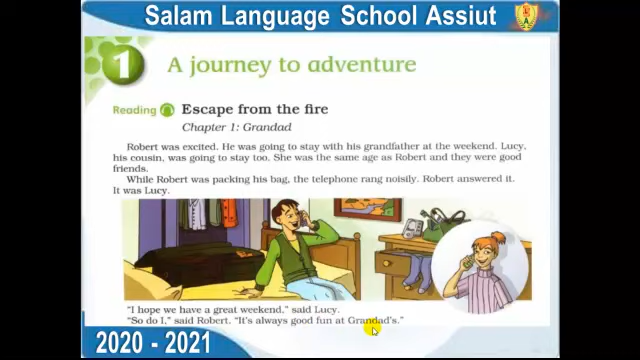 Salam Language School Assiut
1 A journey to adventure
Reading Escape from the fire
Chapter 1: Grandad
Robert was excited. He was going to stay with his grandfather at the weekend. Lucy,
his cousin, was going to stay too. She was the same age as Robert and they were good
friends.
While Robert was packing his bag, the telephone rang noisily. Robert answered it.
It was Lucy.
"I hope we have a great weekend," said Lucy.
"So do I," said Robert. "It's always good fun at Grandad's."
2020 - 2021